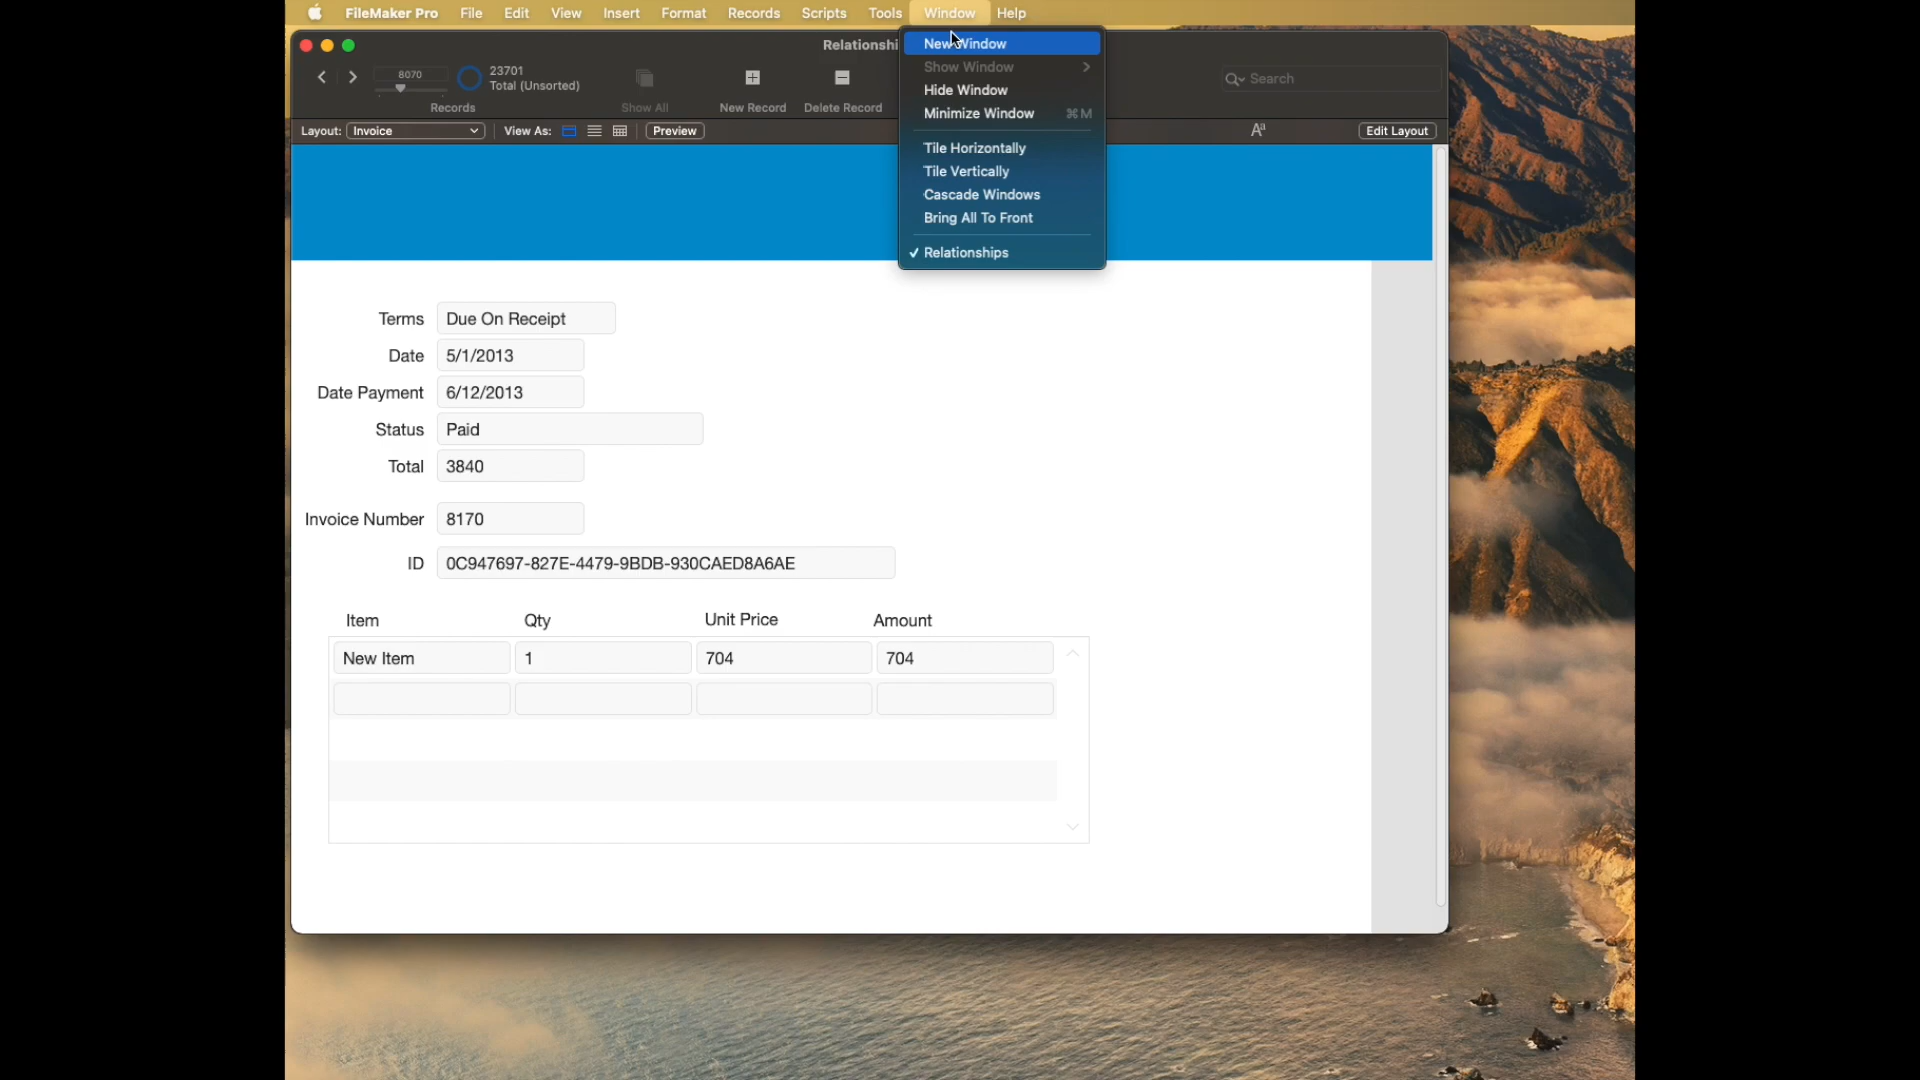 FileMaker Pro File Edit View Insert Format Records Scripts Tools Window Help
Relationshi
New Window
Show Window
Hide Window
Minimize Window ⌘M
Tile Horizontally
Tile Vertically
Cascade Windows
Bring All To Front
✓ Relationships
8070
23701
Total (Unsorted)
Records
Show All
New Record
Delete Record
Search
Layout: Invoice View As: Preview Aa Edit Layout
Terms Due On Receipt
Date 5/1/2013
Date Payment 6/12/2013
Status Paid
Total 3840
Invoice Number 8170
ID 0C947697-827E-4479-9BDB-930CAED8A6AE
Item Qty Unit Price Amount
New Item 1 704 704